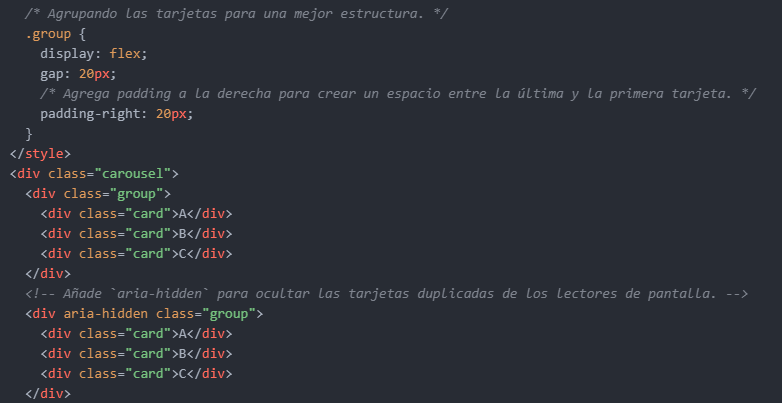 /* Agrupando las tarjetas para una mejor estructura. */
.group {
display: flex;
gap: 20px;
/* Agrega padding a la derecha para crear un espacio entre la última y la primera tarjeta. */
padding-right: 20px;
}
</style>
<div class="carousel">
<div class="group">
<div class="card">A</div>
<div class="card">B</div>
<div class="card">C</div>
</div>
<!-- Añade `aria-hidden` para ocultar las tarjetas duplicadas de los lectores de pantalla. -->
<div aria-hidden class="group">
<div class="card">A</div>
<div class="card">B</div>
<div class="card">C</div>
</div>